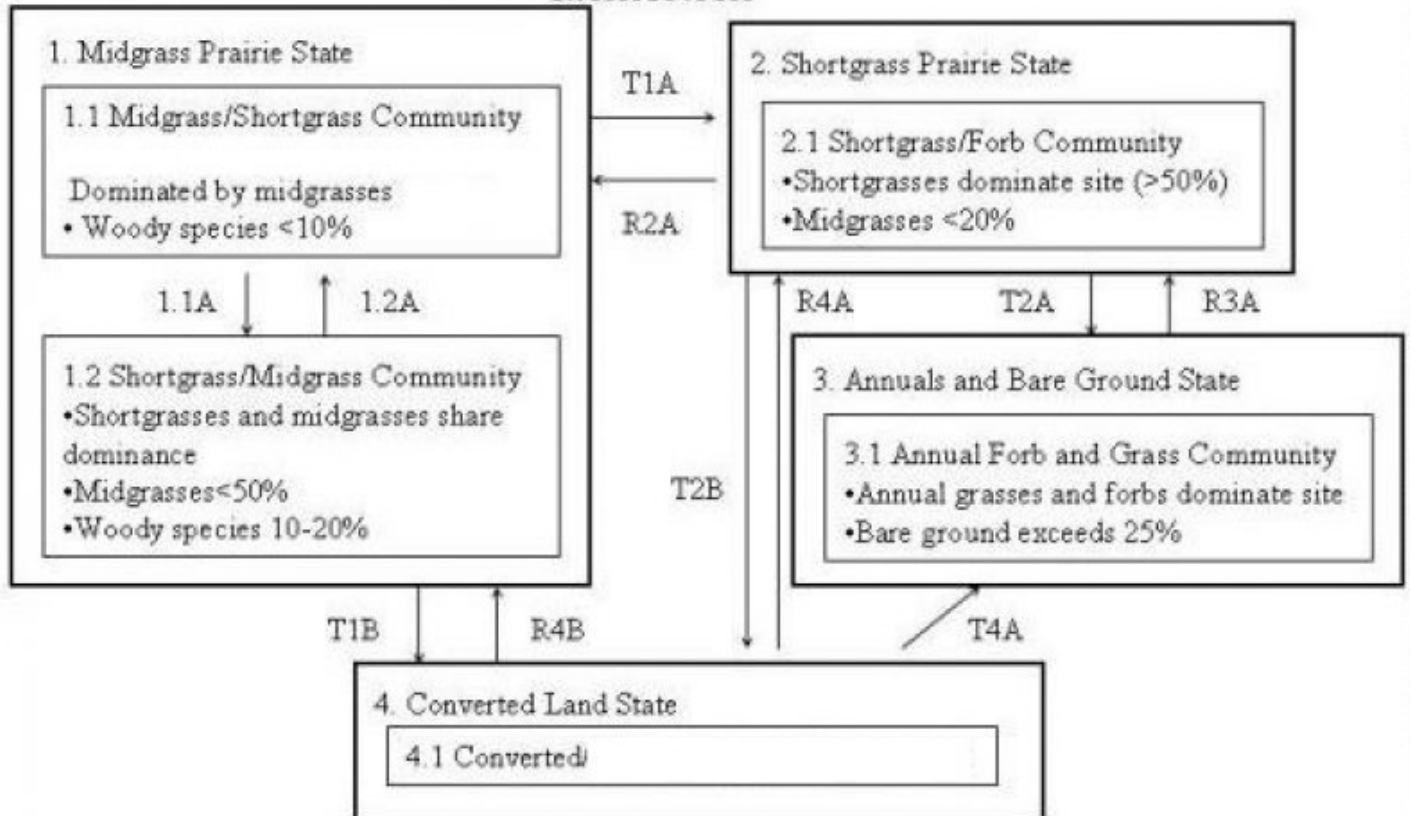 1. Midgrass Prairie State
1.1 Midgrass/Shortgrass Community
Dominated by midgrasses
• Woody species <10%
1.1A
1.2A
1.2 Shortgrass/Midgrass Community
•Shortgrasses and midgrasses share
dominance
•Midgrasses<50%
•Woody species 10-20%
T1A
R2A
2. Shortgrass Prairie State
2.1 Shortgrass/Forb Community
•Shortgrasses dominate site (>50%)
•Midgrasses <20%
R4A
T2A
R3A
T2B
3. Annuals and Bare Ground State
3.1 Annual Forb and Grass Community
•Annual grasses and forbs dominate site
•Bare ground exceeds 25%
T1B
R4B
T4A
4. Converted Land State
4.1 Converted/